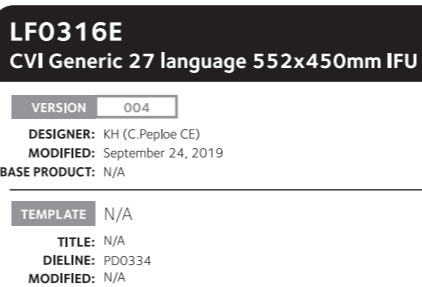 LF0316E
CVI Generic 27 language 552x450mm IFU
VERSION 004
DESIGNER: KH (C.Peploe CE)
MODIFIED: September 24, 2019
BASE PRODUCT: N/A
TEMPLATE N/A
TITLE: N/A
DIELINE: PD0334
MODIFIED: N/A